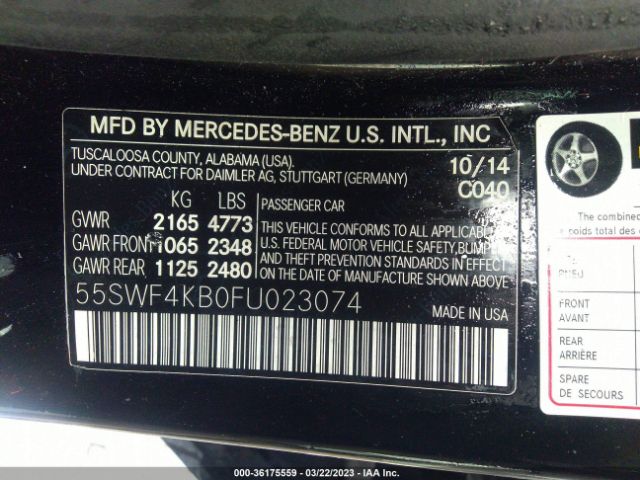 MFD BY MERCEDES-BENZ U.S. INTL., INC
TUSCALOOSA COUNTY, ALABAMA (USA).
UNDER CONTRACT FOR DAIMLER AG, STUTTGART (GERMANY)
10/14
C040
KG LBS
GVWR 2165 4773
GAWR FRONT 1065 2348
GAWR REAR 1125 2480
PASSENGER CAR
THIS VEHICLE CONFORMS TO ALL APPLICABLE
U.S. FEDERAL MOTOR VEHICLE SAFETY, BUMPER
AND THEFT PREVENTION STANDARDS IN EFFECT
ON THE DATE OF MANUFACTURE SHOWN ABOVE.
55SWF4KB0FU023074
MADE IN USA
The combined
e poids total des
PNEU
FRONT
AVANT
REAR
ARRIÈRE
SPARE
DE SECOURS
000-36175559 - 03/22/2023 - IAA Inc.